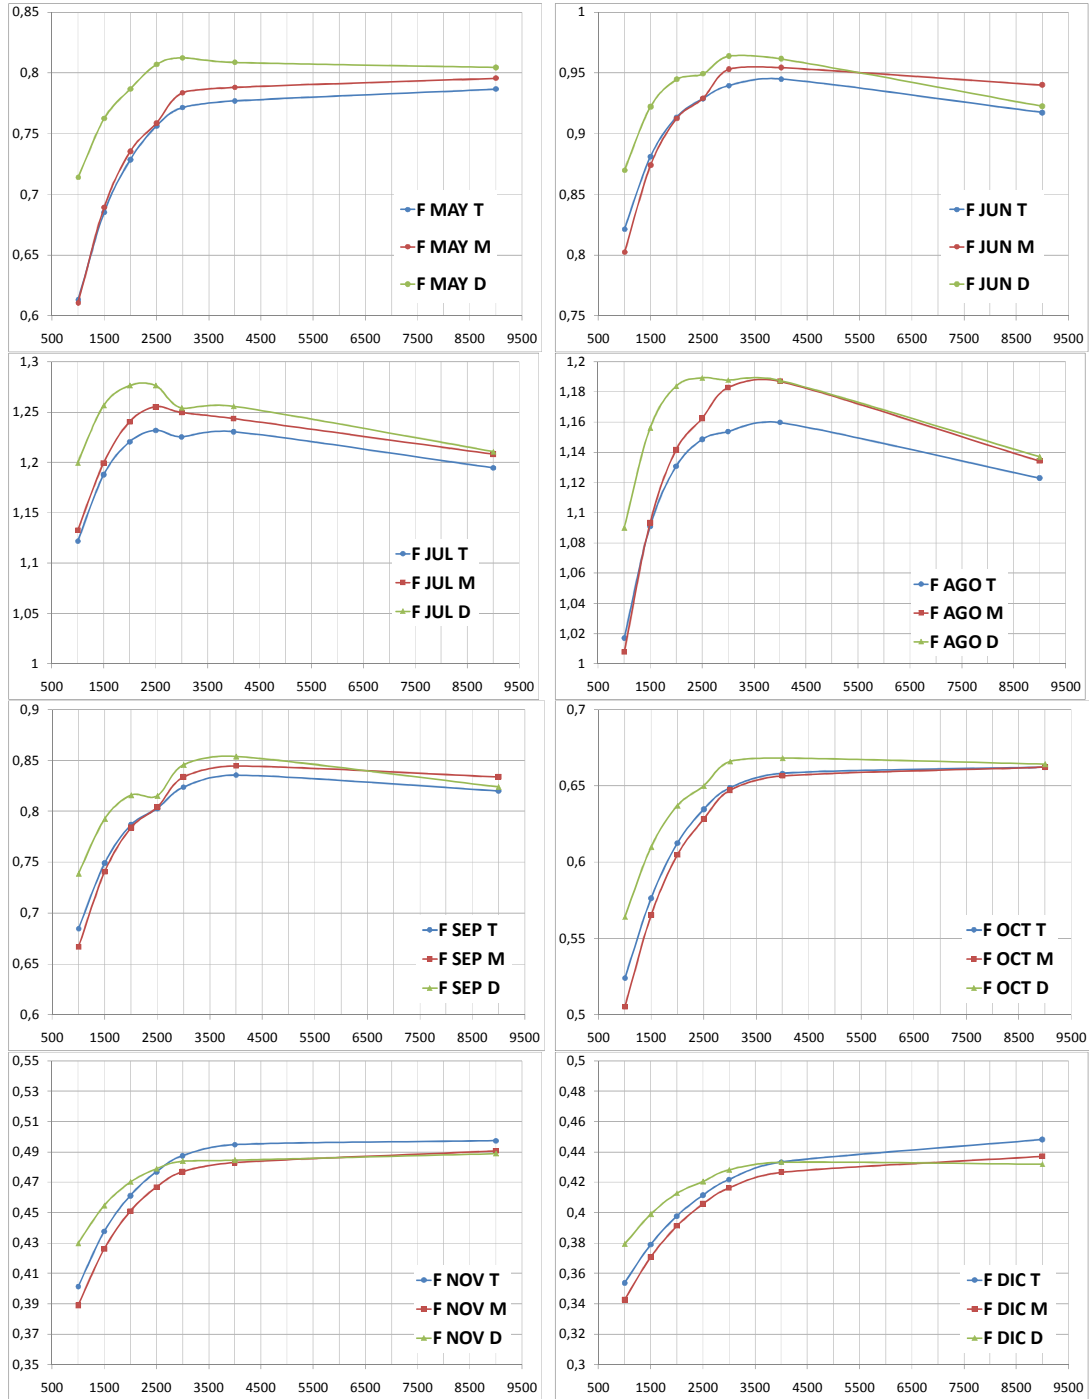 0,85
0,8
0,75
0,7
0,65
0,6
F MAY T
F MAY M
F MAY D
500 1500 2500 3500 4500 5500 6500 7500 8500 9500
1
0,95
0,9
0,85
0,8
0,75
F JUN T
F JUN M
F JUN D
500 1500 2500 3500 4500 5500 6500 7500 8500 9500
1,3
1,25
1,2
1,15
1,1
1,05
1
F JUL T
F JUL M
F JUL D
500 1500 2500 3500 4500 5500 6500 7500 8500 9500
1,2
1,18
1,16
1,14
1,12
1,1
1,08
1,06
1,04
1,02
1
F AGO T
F AGO M
F AGO D
500 1500 2500 3500 4500 5500 6500 7500 8500 9500
0,9
0,85
0,8
0,75
0,7
0,65
0,6
F SEP T
F SEP M
F SEP D
500 1500 2500 3500 4500 5500 6500 7500 8500 9500
0,7
0,65
0,6
0,55
0,5
F OCT T
F OCT M
F OCT D
500 1500 2500 3500 4500 5500 6500 7500 8500 9500
0,55
0,53
0,51
0,49
0,47
0,45
0,43
0,41
0,39
0,37
0,35
F NOV T
F NOV M
F NOV D
500 1500 2500 3500 4500 5500 6500 7500 8500 9500
0,5
0,48
0,46
0,44
0,42
0,4
0,38
0,36
0,34
0,32
0,3
F DIC T
F DIC M
F DIC D
500 1500 2500 3500 4500 5500 6500 7500 8500 9500